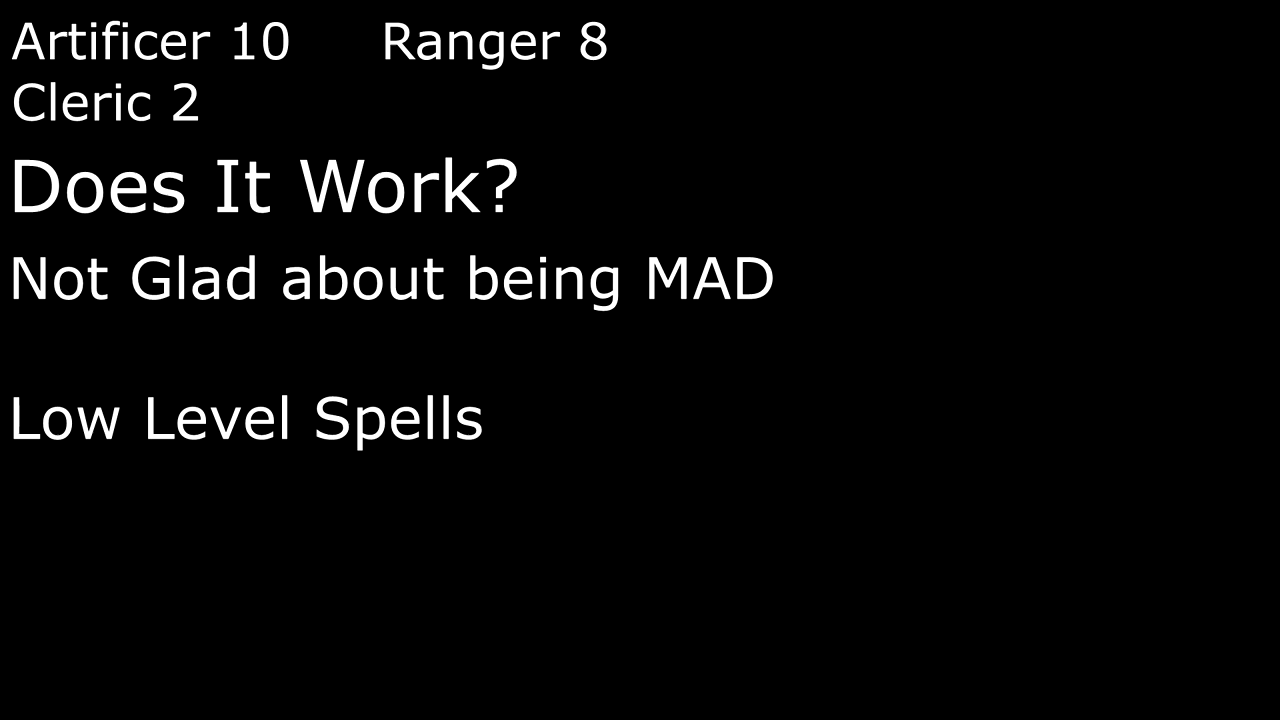 Artificer 10 Ranger 8
Cleric 2
Does It Work?
Not Glad about being MAD
Low Level Spells